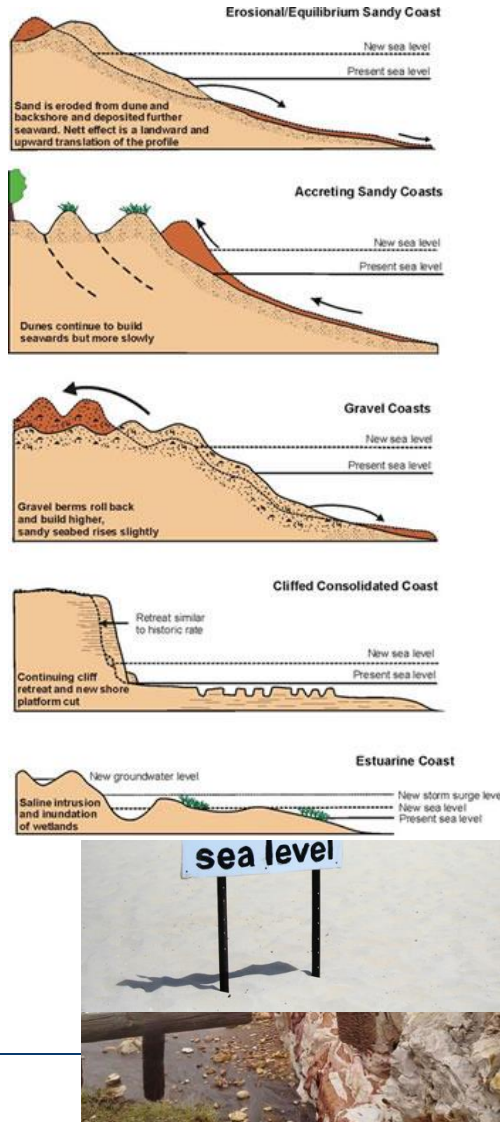 Erosional/Equilibrium Sandy Coast
New sea level
Present sea level
Sand is eroded from dune and
backshore and deposited further
seaward. Nett effect is a landward and
upward translation of the profile
Accreting Sandy Coasts
New sea level
Present sea level
Dunes continue to build
seawards but more slowly
Gravel Coasts
New sea level
Present sea level
Gravel berms roll back
and build higher,
sandy seabed rises slightly
Cliffed Consolidated Coast
Retreat similar
to historic rate
New sea level
Present sea level
Continuing cliff
retreat and new shore
platform cut
Estuarine Coast
New groundwater level
New storm surge leve
New sea level
Present sea level
Saline intrusion
and inundation
of wetlands
sea level